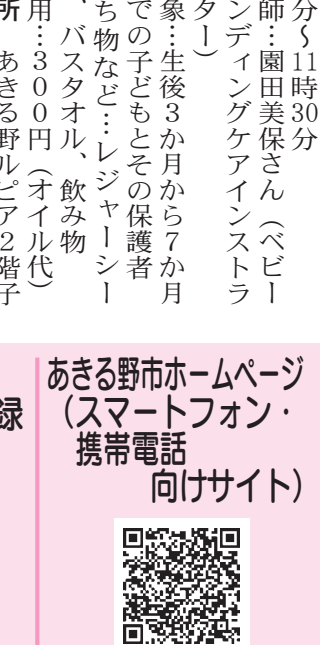 分～11時30分
師…園田美保さん（ベビー
ンディングケアインストラ
ター）
象…生後３か月から７か月
での子どもとその保護者
ち物など…レジャーシー
、バスタオル、飲み物
用…３００円（オイル代）
所　あきる野ルピア２階子
あきる野市ホームページ
（スマートフォン・
携帯電話
向けサイト）
録